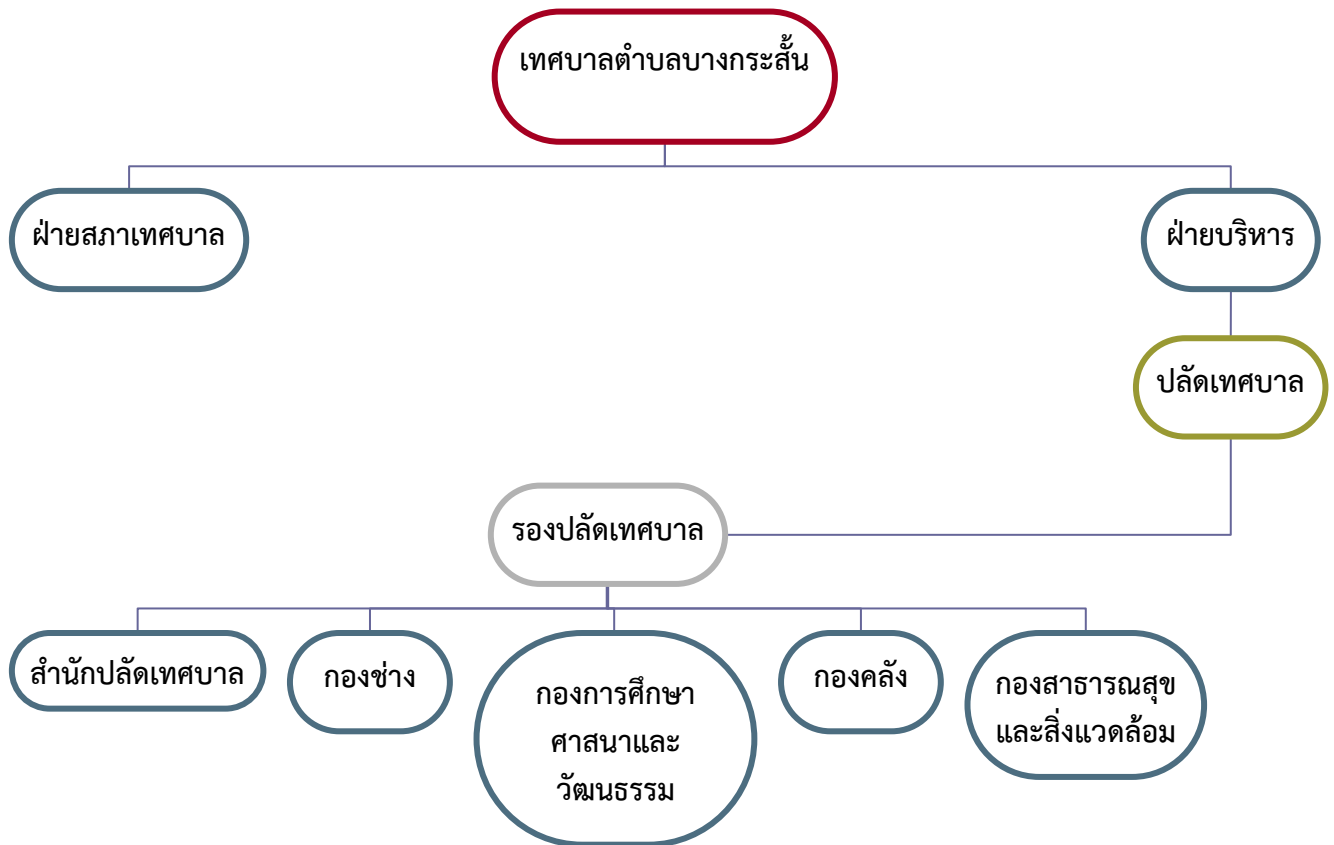 เทศบาลตำบลบางกระสั้น
ฝ่ายสภาเทศบาล
ฝ่ายบริหาร
ปลัดเทศบาล
รองปลัดเทศบาล
สำนักปลัดเทศบาล
กองช่าง
กองการศึกษา
ศาสนาและ
วัฒนธรรม
กองคลัง
กองสาธารณสุข
และสิ่งแวดล้อม